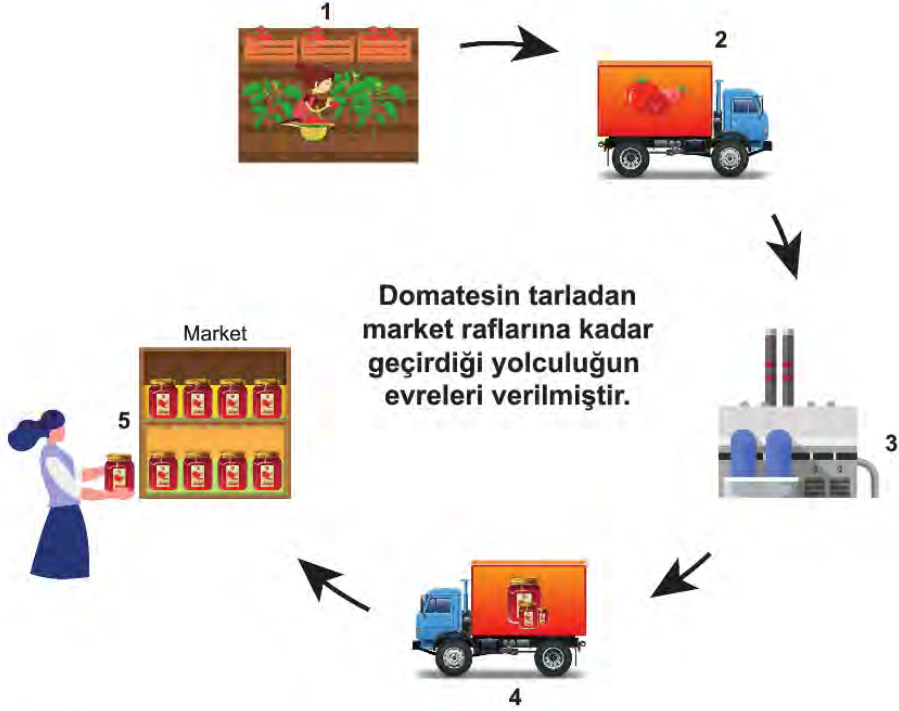 1
2
Domatesin tarladan
market raflarına kadar
geçirdiği yolculuğun
evreleri verilmiştir.
Market
5
3
4